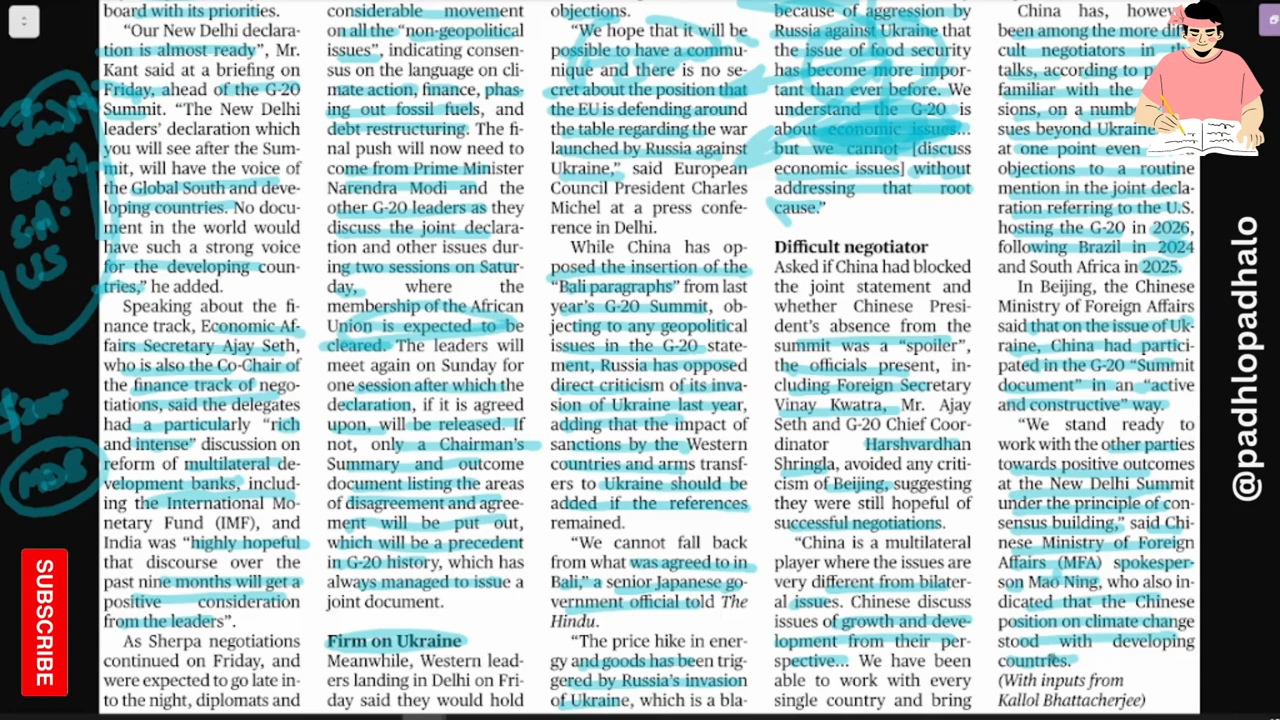 board with its priorities.
“Our New Delhi declara-
tion is almost ready”, Mr.
Kant said at a briefing on
Friday, ahead of the G-20
Summit. “The New Delhi
leaders’ declaration which
you will see after the Sum-
mit, will have the voice of
the Global South and deve-
loping countries. No docu-
ment in the world would
have such a strong voice
for the developing coun-
tries,” he added.
Speaking about the fi-
nance track, Economic Af-
fairs Secretary Ajay Seth,
who is also the Co-Chair of
the finance track of nego-
tiations, said the delegates
had a particularly “rich
and intense” discussion on
reform of multilateral de-
velopment banks, includ-
ing the International Mo-
netary Fund (IMF), and
India was “highly hopeful
that discourse over the
past nine months will get a
positive consideration
from the leaders”.
As Sherpa negotiations
continued on Friday, and
were expected to go late in-
to the night, diplomats and
considerable movement
on all the “non-geopolitical
issues”, indicating consen-
sus on the language on cli-
mate action, finance, phas-
ing out fossil fuels, and
debt restructuring. The fi-
nal push will now need to
come from Prime Minister
Narendra Modi and the
other G-20 leaders as they
discuss the joint declara-
tion and other issues dur-
ing two sessions on Satur-
day, where the
membership of the African
Union is expected to be
cleared. The leaders will
meet again on Sunday for
one session after which the
declaration, if it is agreed
upon, will be released. If
not, only a Chairman’s
Summary and outcome
document listing the areas
of disagreement and agree-
ment will be put out,
which will be a precedent
in G-20 history, which has
always managed to issue a
joint document.
Firm on Ukraine
Meanwhile, Western lead-
ers landing in Delhi on Fri-
day said they would hold
objections.
“We hope that it will be
possible to have a commu-
nique and there is no se-
cret about the position that
the EU is defending around
the table regarding the war
launched by Russia against
Ukraine,” said European
Council President Charles
Michel at a press confe-
rence in Delhi.
While China has op-
posed the insertion of the
“Bali paragraphs” from last
year’s G-20 Summit, ob-
jecting to any geopolitical
issues in the G-20 state-
ment, Russia has opposed
direct criticism of its inva-
sion of Ukraine last year,
adding that the impact of
sanctions by the Western
countries and arms transf-
ers to Ukraine should be
added if the references
remained.
“We cannot fall back
from what was agreed to in
Bali,” a senior Japanese go-
vernment official told The
Hindu.
“The price hike in ener-
gy and goods has been trig-
gered by Russia’s invasion
of Ukraine, which is a bla-
because of aggression by
Russia against Ukraine that
the issue of food security
has become more impor-
tant than ever before. We
understand the G-20 is
about economic issues...
but we cannot [discuss
economic issues] without
addressing that root
cause.”
Difficult negotiator
Asked if China had blocked
the joint statement and
whether Chinese Presi-
dent’s absence from the
summit was a “spoiler”,
the officials present, in-
cluding Foreign Secretary
Vinay Kwatra, Mr. Ajay
Seth and G-20 Chief Coor-
dinator Harshvardhan
Shringla, avoided any criti-
cism of Beijing, suggesting
they were still hopeful of
successful negotiations.
“China is a multilateral
player where the issues are
very different from bilater-
al issues. Chinese discuss
issues of growth and deve-
lopment from their per-
spective... We have been
able to work with every
single country and bring
China has, howev
been among the more dif
cult negotiators in
talks, according to
familiar with the
sions, on a numb
sues beyond Ukraine
at one point even
objections to a routine
mention in the joint decla-
ration referring to the U.S.
hosting the G-20 in 2026,
following Brazil in 2024
and South Africa in 2025.
In Beijing, the Chinese
Ministry of Foreign Affairs
said that on the issue of Uk-
raine, China had partici-
pated in the G-20 “Summit
document” in an “active
and constructive” way.
“We stand ready to
work with the other parties
towards positive outcomes
at the New Delhi Summit
under the principle of con-
sensus building,” said Chi-
nese Ministry of Foreign
Affairs (MFA) spokesper-
son Mao Ning, who also in-
dicated that the Chinese
position on climate change
stood with developing
countries.
(With inputs from
Kallol Bhattacherjee)
US
MDB
SUBSCRIBE
@padhlopadhalo